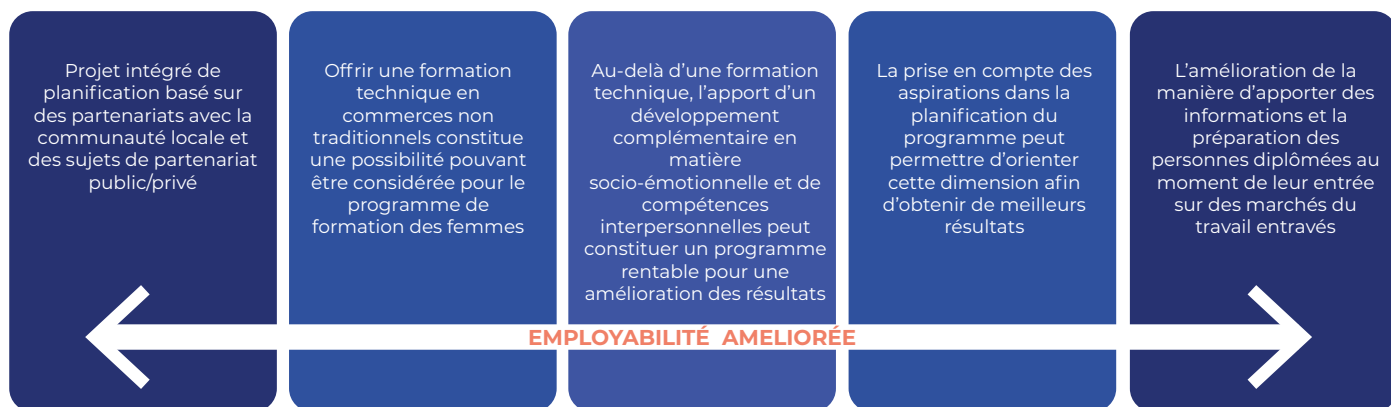 Projet intégré de
planification basé sur
des partenariats avec la
communauté locale et
des sujets de partenariat
public/privé
Offrir une formation
technique en
commerces non
traditionnels constitue
une possibilité pouvant
être considérée pour le
programme de
formation des femmes
Au-delà d’une formation
technique, l’apport d’un
développement
complémentaire en
matière
socio-émotionnelle et de
compétences
interpersonnelles peut
constituer un programme
rentable pour une
amélioration des résultats
La prise en compte des
aspirations dans la
planification du
programme peut
permettre d’orienter
cette dimension afin
d’obtenir de meilleurs
résultats
L’amélioration de la
manière d’apporter des
informations et la
préparation des
personnes diplômées au
moment de leur entrée
sur des marchés du
travail entravés
EMPLOYABILITÉ AMELIORÉE